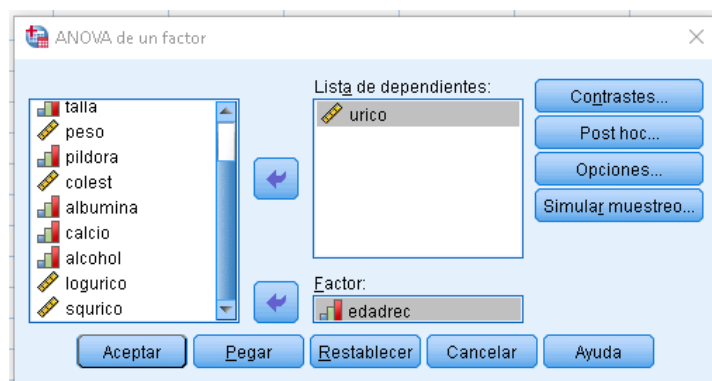 ANOVA de un factor
talla
peso
pildora
colest
albumina
calcio
alcohol
logurico
squrico
Lista de dependientes:
urico
Factor:
edadrec
Contrastes...
Post hoc...
Opciones...
Simular muestreo...
Aceptar
Pegar
Restablecer
Cancelar
Ayuda